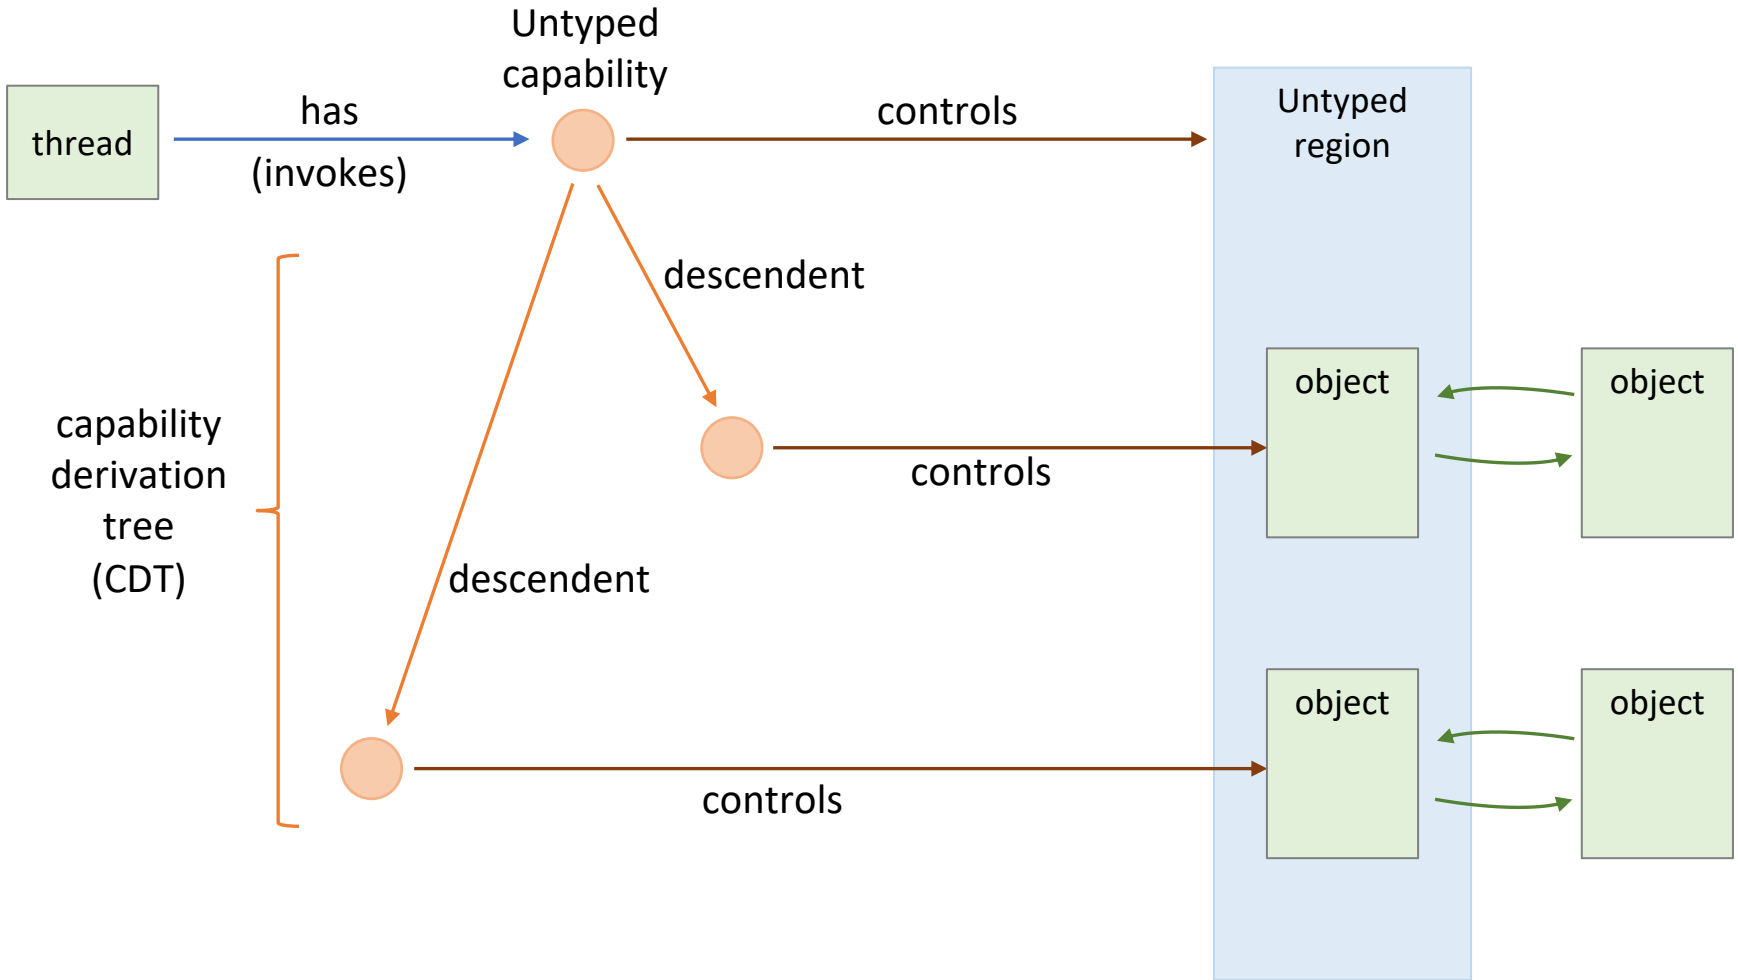 Untyped
capability
thread
has
(invokes)
controls
Untyped
region
descendent
object
object
capability
derivation
tree
(CDT)
controls
descendent
object
object
controls